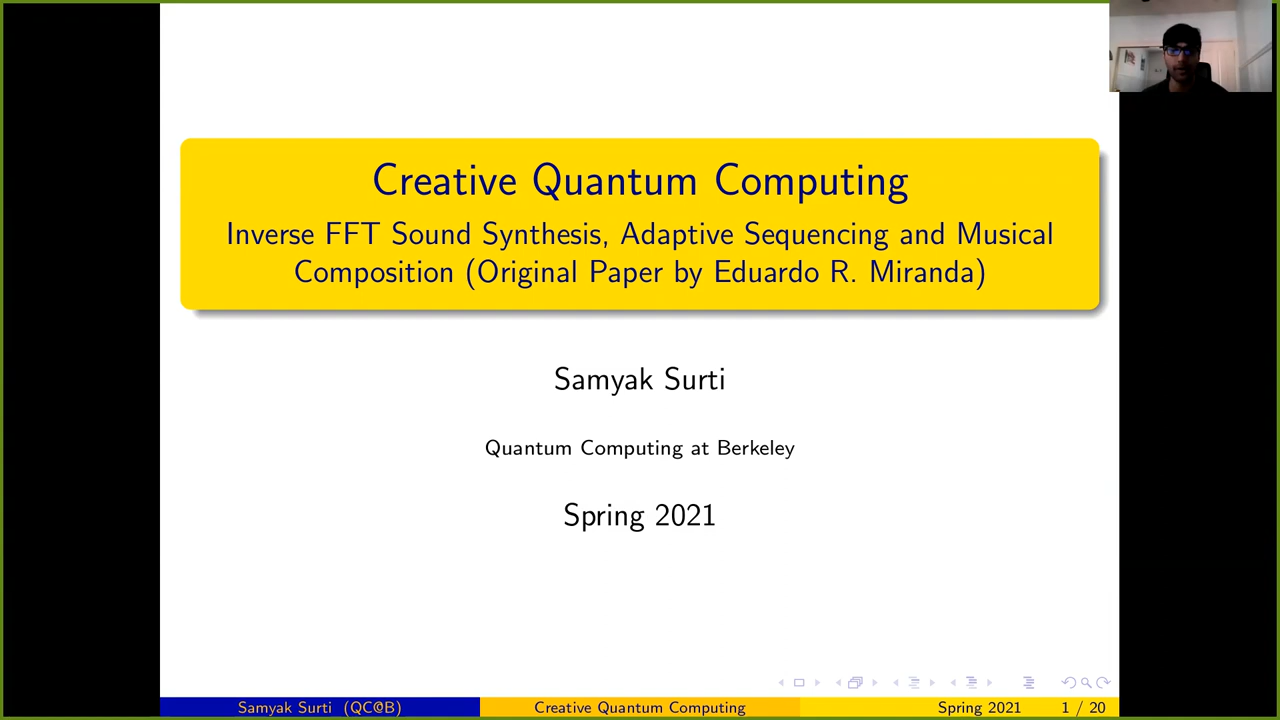 Creative Quantum Computing
Inverse FFT Sound Synthesis, Adaptive Sequencing and Musical
Composition (Original Paper by Eduardo R. Miranda)
Samyak Surti
Quantum Computing at Berkeley
Spring 2021
Samyak Surti (QC@B)
Creative Quantum Computing
Spring 2021
1 / 20